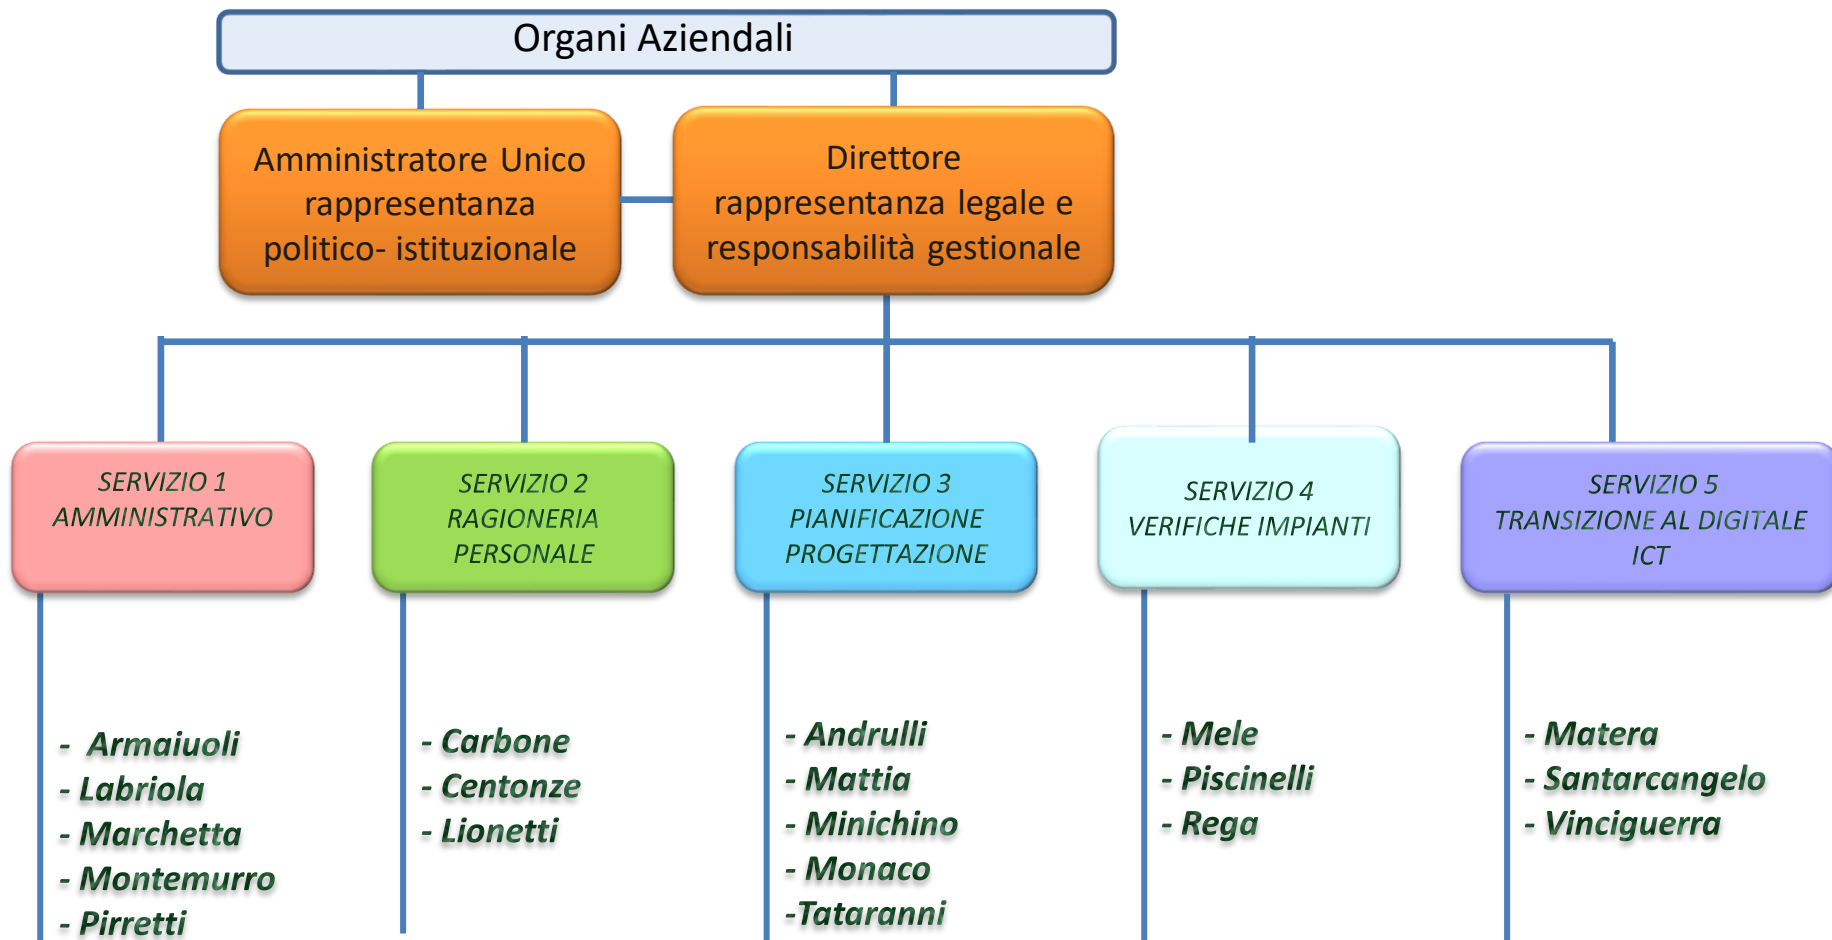 Organi Aziendali
Amministratore Unico
rappresentanza
politico- istituzionale
Direttore
rappresentanza legale e
responsabilità gestionale
SERVIZIO 1
AMMINISTRATIVO
SERVIZIO 2
RAGIONERIA
PERSONALE
SERVIZIO 3
PIANIFICAZIONE
PROGETTAZIONE
SERVIZIO 4
VERIFICHE IMPIANTI
SERVIZIO 5
TRANSIZIONE AL DIGITALE
ICT
- Armaiuoli
- Labriola
- Marchetta
- Montemurro
- Pirretti
- Carbone
- Centonze
- Lionetti
- Andrulli
- Mattia
- Minichino
- Monaco
-Tataranni
- Mele
- Piscinelli
- Rega
- Matera
- Santarcangelo
- Vinciguerra